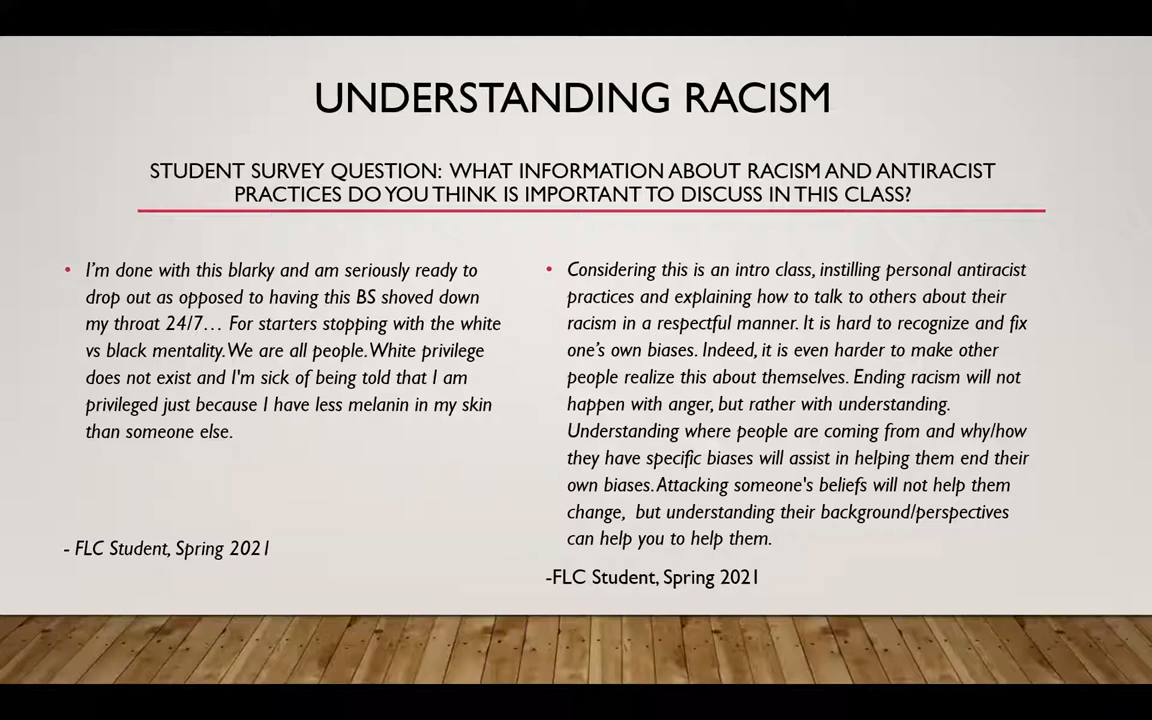 UNDERSTANDING RACISM
STUDENT SURVEY QUESTION: WHAT INFORMATION ABOUT RACISM AND ANTIRACIST
PRACTICES DO YOU THINK IS IMPORTANT TO DISCUSS IN THIS CLASS?
• I'm done with this blarky and am seriously ready to
drop out as opposed to having this BS shoved down
my throat 24/7… For starters stopping with the white
vs black mentality. We are all people. White privilege
does not exist and I'm sick of being told that I am
privileged just because I have less melanin in my skin
than someone else.
- FLC Student, Spring 2021
• Considering this is an intro class, instilling personal antiracist
practices and explaining how to talk to others about their
racism in a respectful manner. It is hard to recognize and fix
one's own biases. Indeed, it is even harder to make other
people realize this about themselves. Ending racism will not
happen with anger, but rather with understanding.
Understanding where people are coming from and why/how
they have specific biases will assist in helping them end their
own biases. Attacking someone's beliefs will not help them
change, but understanding their background/perspectives
can help you to help them.
-FLC Student, Spring 2021